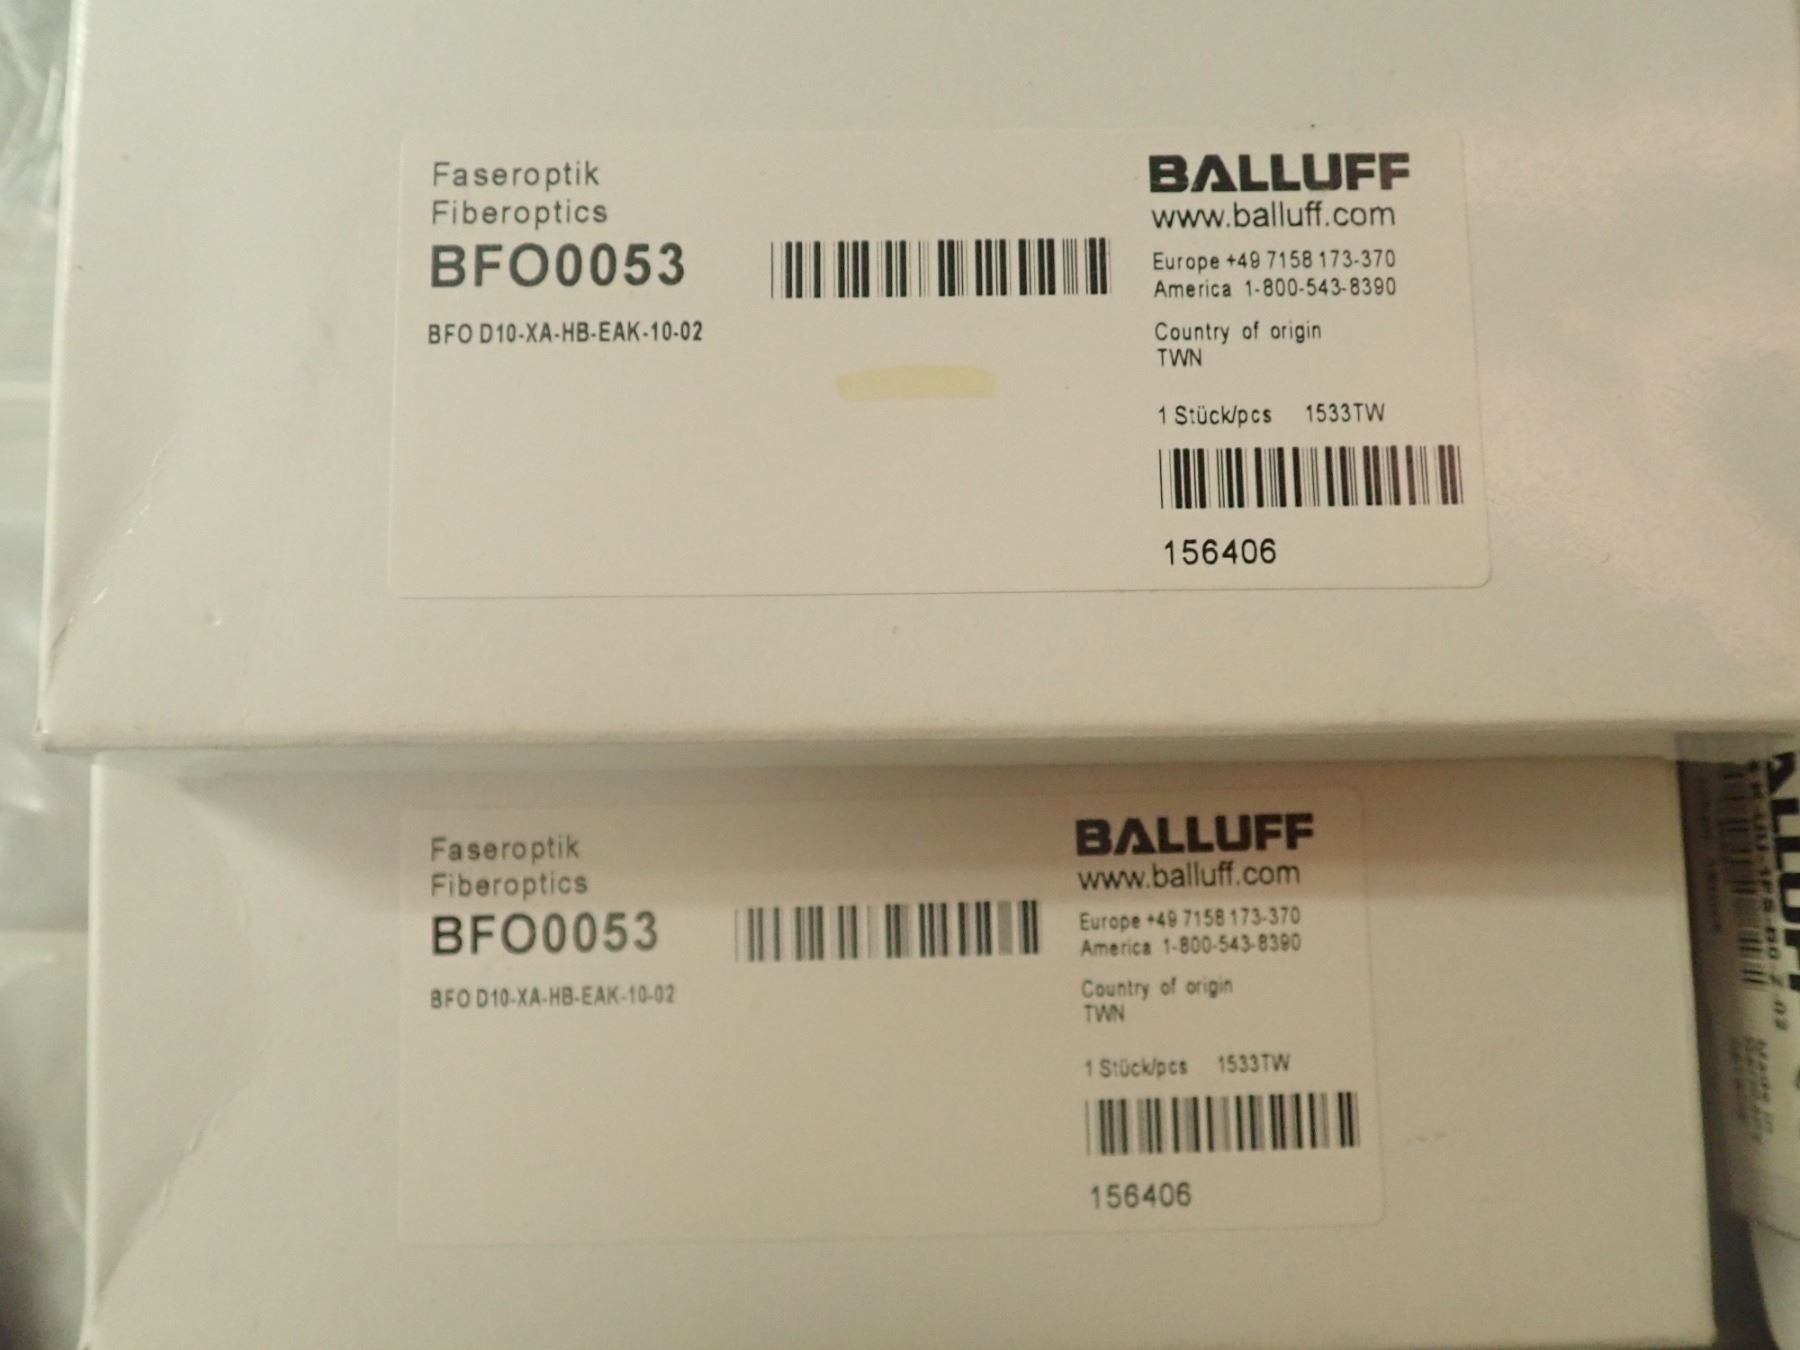 Faseroptik
Fiberoptics
BFO0053
BFO D10-XA-HB-EAK-10-02
BALLUFF
www.balluff.com
Europe +49 7158 173-370
America 1-800-543-8390
Country of origin
TWN
1 Stück/pcs 1533TW
156406
Faseroptik
Fiberoptics
BFO0053
BFO D10-XA-HB-EAK-10-02
BALLUFF
www.balluff.com
Europe +49 7158 173-370
America 1-800-543-8390
Country of origin
TWN
1 Stück/pcs 1533TW
156406
ALLUFF
Made in